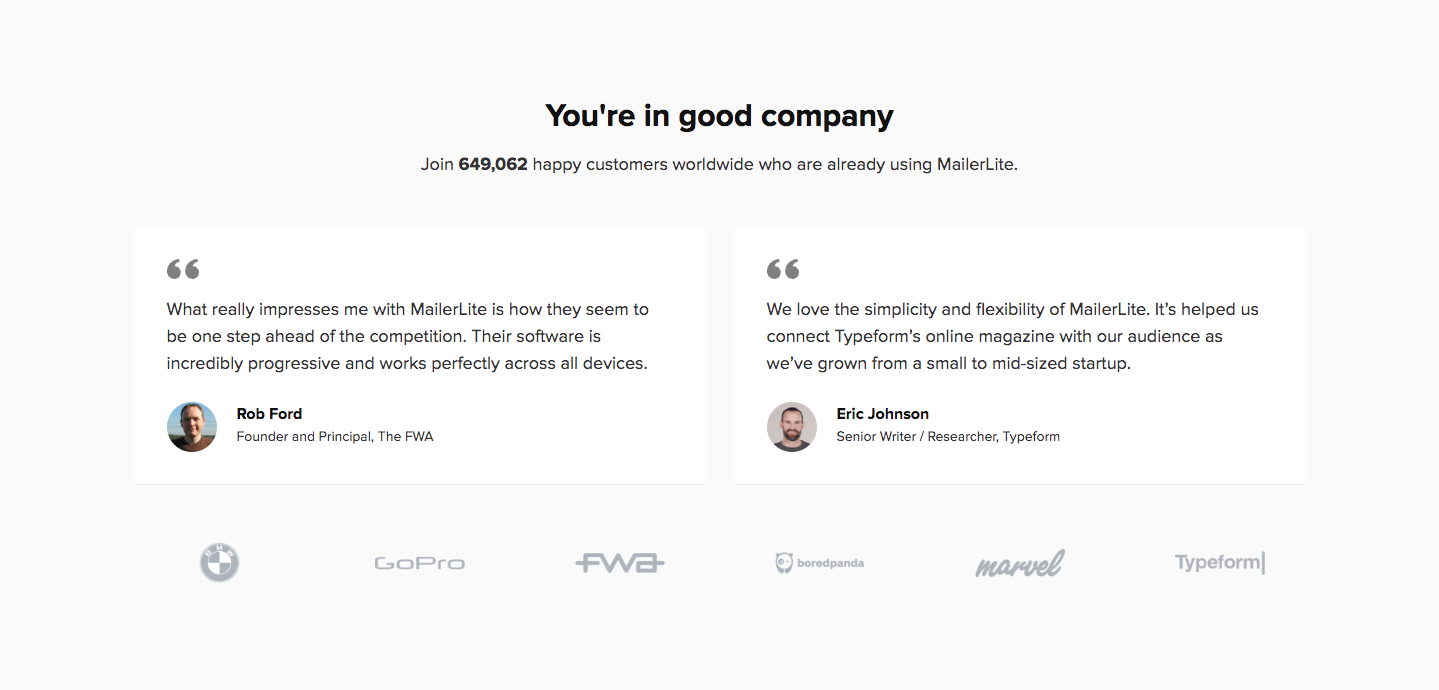 You're in good company
Join 649,062 happy customers worldwide who are already using MailerLite.
What really impresses me with MailerLite is how they seem to
be one step ahead of the competition. Their software is
incredibly progressive and works perfectly across all devices.
Rob Ford
Founder and Principal, The FWA
We love the simplicity and flexibility of MailerLite. It’s helped us
connect Typeform’s online magazine with our audience as
we’ve grown from a small to mid-sized startup.
Eric Johnson
Senior Writer / Researcher, Typeform
BMW
GoPro
FWA
boredpanda
marvel
Typeform